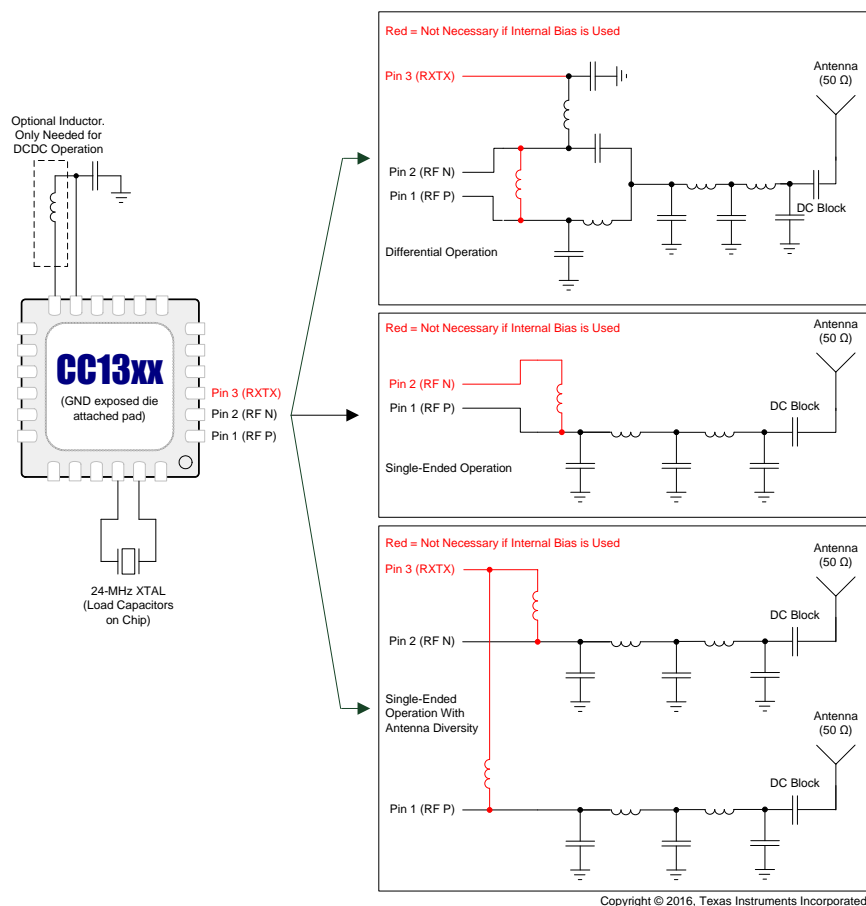 Optional Inductor.
Only Needed for
DCDC Operation
CC13xx
(GND exposed die
attached pad)
Pin 3 (RXTX)
Pin 2 (RF N)
Pin 1 (RF P)
24-MHz XTAL
(Load Capacitors
on Chip)
Red = Not Necessary if Internal Bias is Used
Antenna
(50 Ω)
Pin 3 (RXTX)
Pin 2 (RF N)
Pin 1 (RF P)
DC Block
Differential Operation
Red = Not Necessary if Internal Bias is Used
Antenna
(50 Ω)
Pin 2 (RF N)
Pin 1 (RF P)
DC Block
Single-Ended Operation
Red = Not Necessary if Internal Bias is Used
Antenna
(50 Ω)
Pin 3 (RXTX)
DC Block
Pin 2 (RF N)
Single-Ended
Operation With
Antenna Diversity
Antenna
(50 Ω)
DC Block
Pin 1 (RF P)
Copyright © 2016, Texas Instruments Incorporated